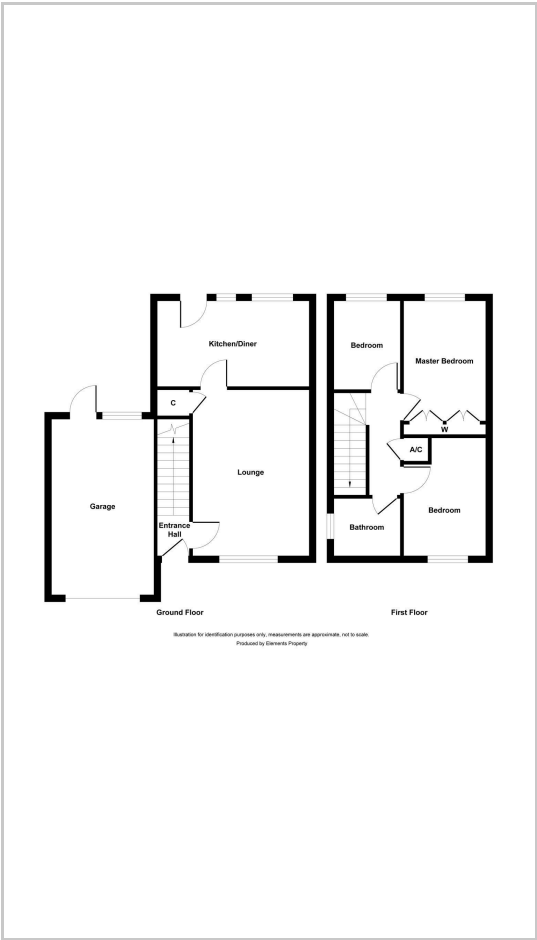 Kitchen/Diner
C
Lounge
Garage
Entrance
Hall
Ground Floor
Bedroom
Master Bedroom
W
A/C
Bedroom
Bathroom
First Floor
Illustration for identification purposes only, measurements are approximate, not to scale.
Produced by Elements Property